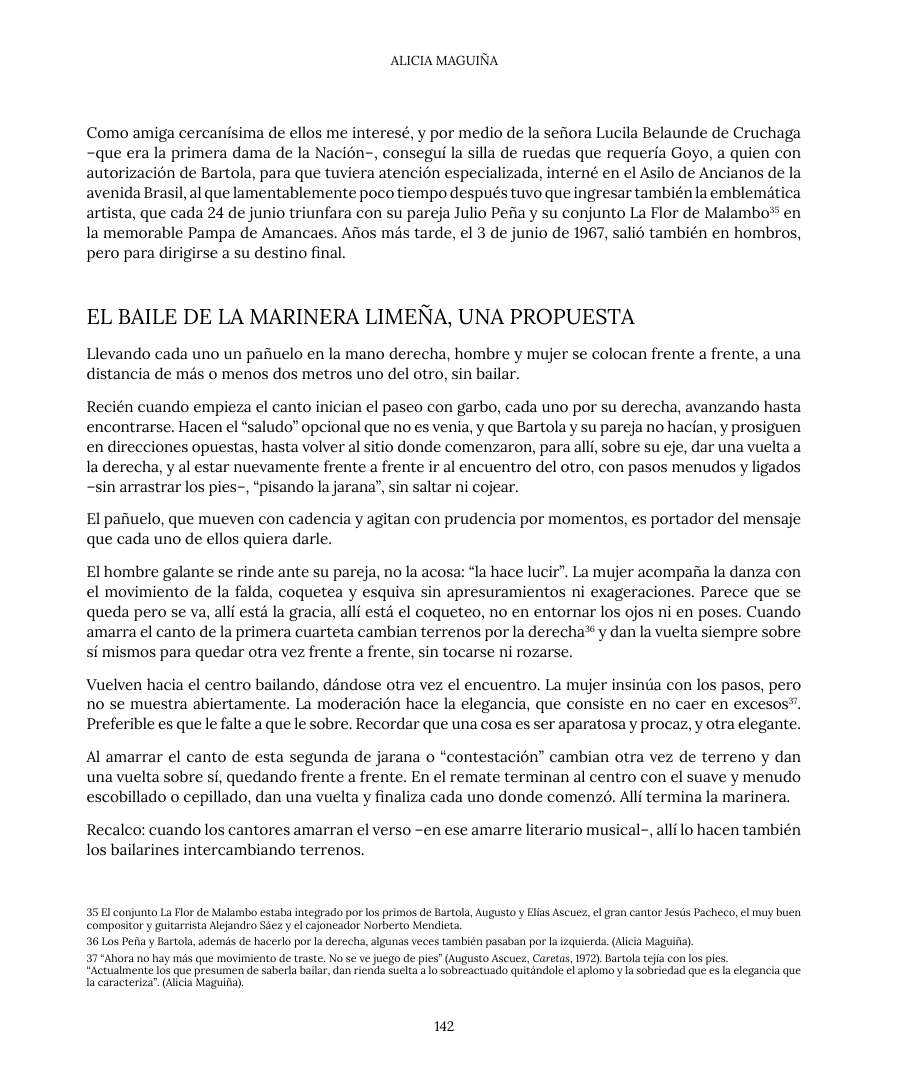 ALICIA MAGUIÑA
Como amiga cercanísima de ellos me interesé, y por medio de la señora Lucila Belaunde de Cruchaga
–que era la primera dama de la Nación–, conseguí la silla de ruedas que requería Goyo, a quien con
autorización de Bartola, para que tuviera atención especializada, interné en el Asilo de Ancianos de la
avenida Brasil, al que lamentablemente poco tiempo después tuvo que ingresar también la emblemática
artista, que cada 24 de junio triunfara con su pareja Julio Peña y su conjunto La Flor de Malambo35 en
la memorable Pampa de Amancaes. Años más tarde, el 3 de junio de 1967, salió también en hombros,
pero para dirigirse a su destino final.
EL BAILE DE LA MARINERA LIMEÑA, UNA PROPUESTA
Llevando cada uno un pañuelo en la mano derecha, hombre y mujer se colocan frente a frente, a una
distancia de más o menos dos metros uno del otro, sin bailar.
Recién cuando empieza el canto inician el paseo con garbo, cada uno por su derecha, avanzando hasta
encontrarse. Hacen el “saludo” opcional que no es venia, y que Bartola y su pareja no hacían, y prosiguen
en direcciones opuestas, hasta volver al sitio donde comenzaron, para allí, sobre su eje, dar una vuelta a
la derecha, y al estar nuevamente frente a frente ir al encuentro del otro, con pasos menudos y ligados
–sin arrastrar los pies–, “pisando la jarana”, sin saltar ni cojear.
El pañuelo, que mueven con cadencia y agitan con prudencia por momentos, es portador del mensaje
que cada uno de ellos quiera darle.
El hombre galante se rinde ante su pareja, no la acosa: “la hace lucir”. La mujer acompaña la danza con
el movimiento de la falda, coquetea y esquiva sin apresuramientos ni exageraciones. Parece que se
queda pero se va, allí está la gracia, allí está el coqueteo, no en entornar los ojos ni en poses. Cuando
amarra el canto de la primera cuarteta cambian terrenos por la derecha36 y dan la vuelta siempre sobre
sí mismos para quedar otra vez frente a frente, sin tocarse ni rozarse.
Vuelven hacia el centro bailando, dándose otra vez el encuentro. La mujer insinúa con los pasos, pero
no se muestra abiertamente. La moderación hace la elegancia, que consiste en no caer en excesos37.
Preferible es que le falte a que le sobre. Recordar que una cosa es ser aparatosa y procaz, y otra elegante.
Al amarrar el canto de esta segunda de jarana o “contestación” cambian otra vez de terreno y dan
una vuelta sobre sí, quedando frente a frente. En el remate terminan al centro con el suave y menudo
escobillado o cepillado, dan una vuelta y finaliza cada uno donde comenzó. Allí termina la marinera.
Recalco: cuando los cantores amarran el verso –en ese amarre literario musical–, allí lo hacen también
los bailarines intercambiando terrenos.
35 El conjunto La Flor de Malambo estaba integrado por los primos de Bartola, Augusto y Elías Ascuez, el gran cantor Jesús Pacheco, el muy buen
compositor y guitarrista Alejandro Sáez y el cajoneador Norberto Mendieta.
36 Los Peña y Bartola, además de hacerlo por la derecha, algunas veces también pasaban por la izquierda. (Alicia Maguiña).
37 “Ahora no hay más que movimiento de traste. No se ve juego de pies” (Augusto Ascuez, Caretas, 1972). Bartola tejía con los pies.
“Actualmente los que presumen de saberla bailar, dan rienda suelta a lo sobreactuado quitándole el aplomo y la sobriedad que es la elegancia que
la caracteriza”. (Alicia Maguiña).
142